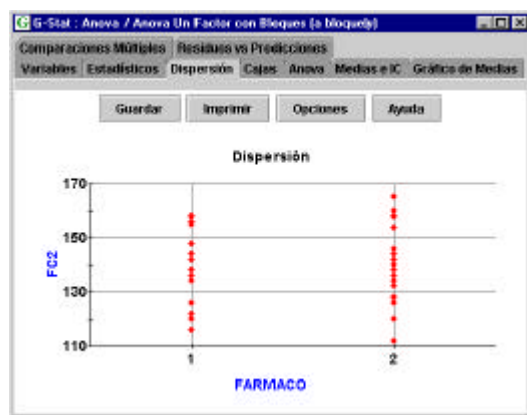 G-Stat : Anova / Anova Un Factor con Bloques (a bloquely)
Comparaciones Múltiples Residuos vs Predicciones
Variables Estadísticos Dispersión Cajas Anova Medias e IC Gráfico de Medias
Guardar Imprimir Opciones Ayuda
Dispersión
170
150
130
110
FC2
1 2
FARMACO